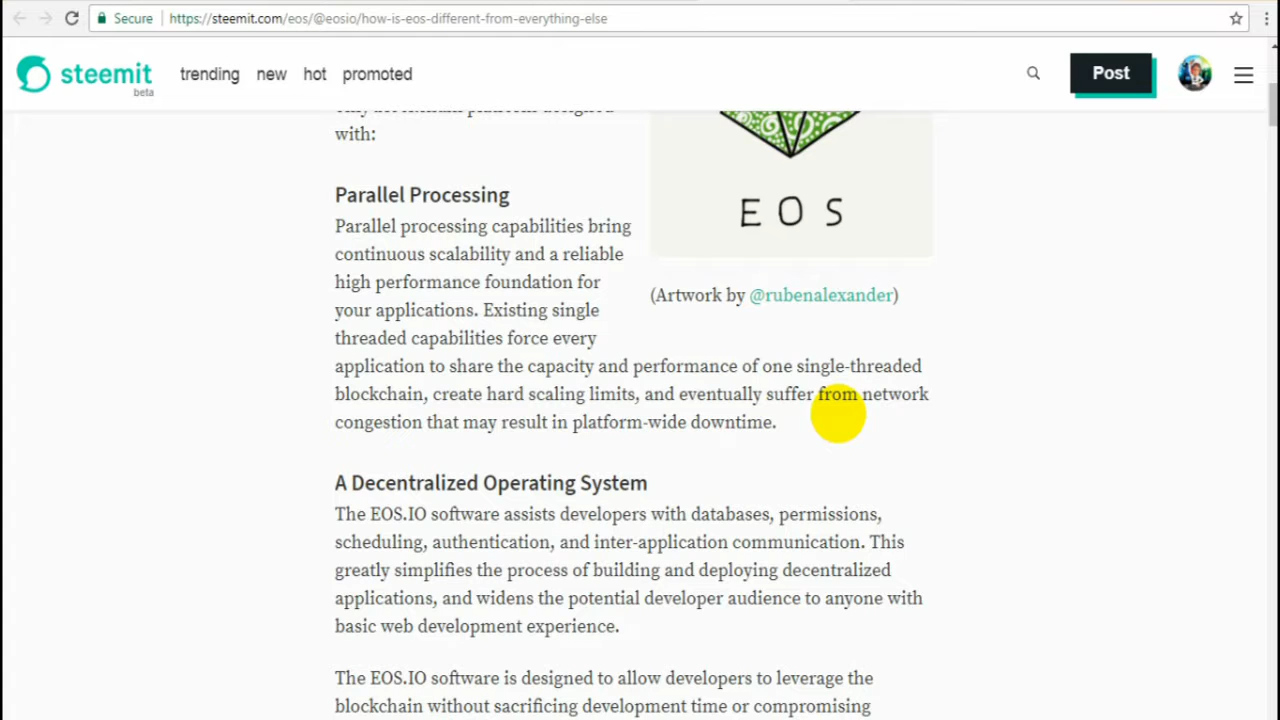 Secure https://steemit.com/eos/@eosio/how-is-eos-different-from-everything-else
steemit
beta
trending new hot promoted
Post
with:
EOS
Parallel Processing
Parallel processing capabilities bring
continuous scalability and a reliable
high performance foundation for
your applications. Existing single
threaded capabilities force every
(Artwork by @rubenalexander)
application to share the capacity and performance of one single-threaded
blockchain, create hard scaling limits, and eventually suffer from network
congestion that may result in platform-wide downtime.
A Decentralized Operating System
The EOS.IO software assists developers with databases, permissions,
scheduling, authentication, and inter-application communication. This
greatly simplifies the process of building and deploying decentralized
applications, and widens the potential developer audience to anyone with
basic web development experience.
The EOS.IO software is designed to allow developers to leverage the
blockchain without sacrificing development time or compromising